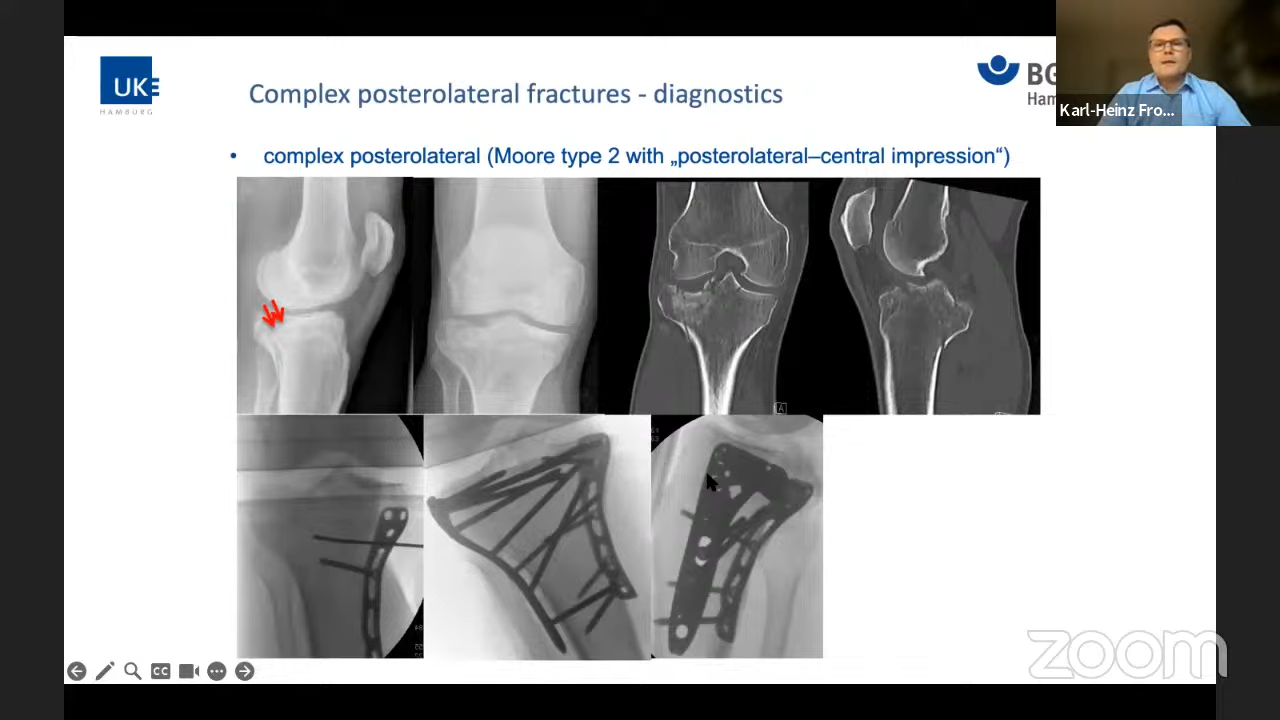 UKE
HAMBURG
Complex posterolateral fractures - diagnostics
BG
Ham
Karl-Heinz Fro...
• complex posterolateral (Moore type 2 with „posterolateral–central impression“)
A
CC
zoom